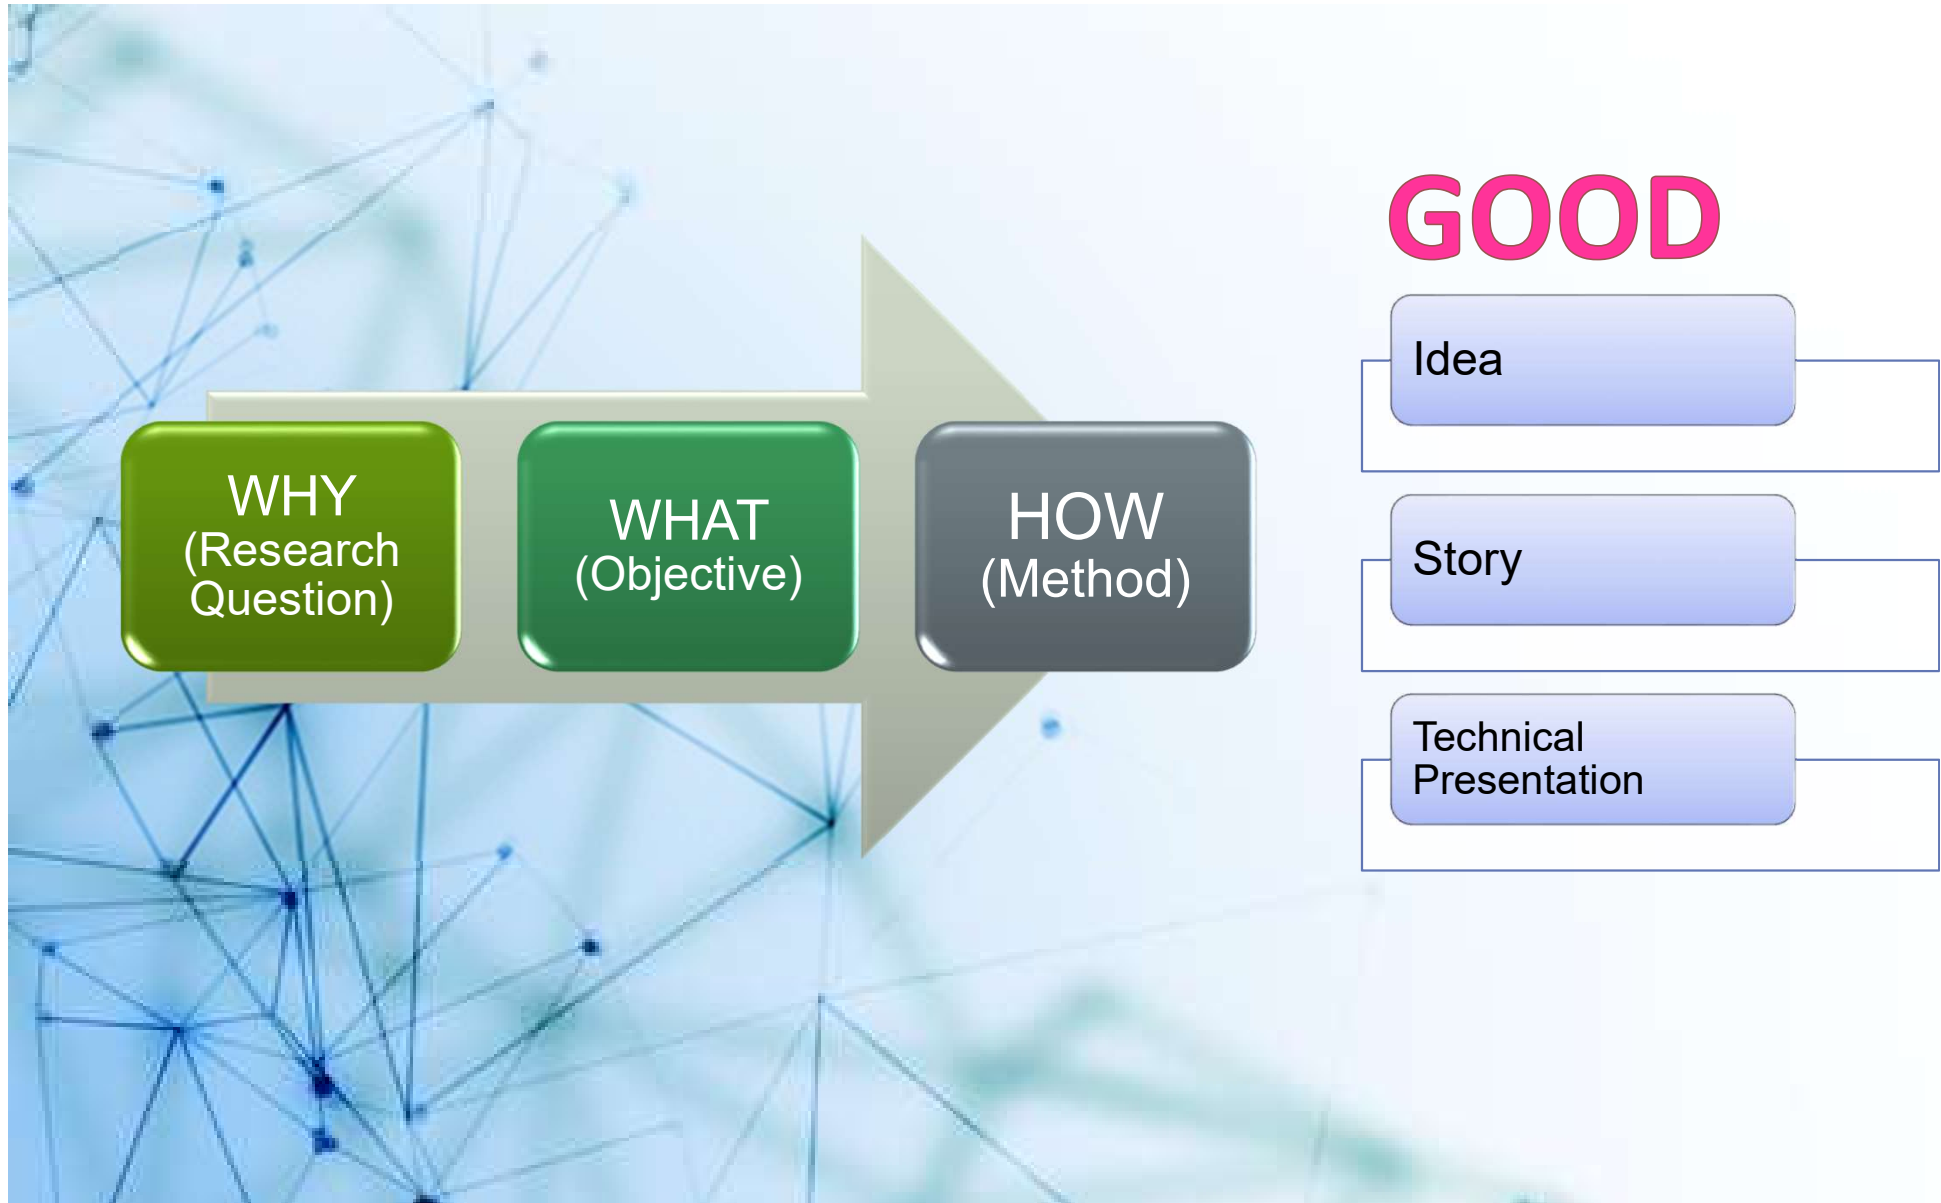 WHY
(Research
Question)
WHAT
(Objective)
HOW
(Method)
GOOD
Idea
Story
Technical
Presentation